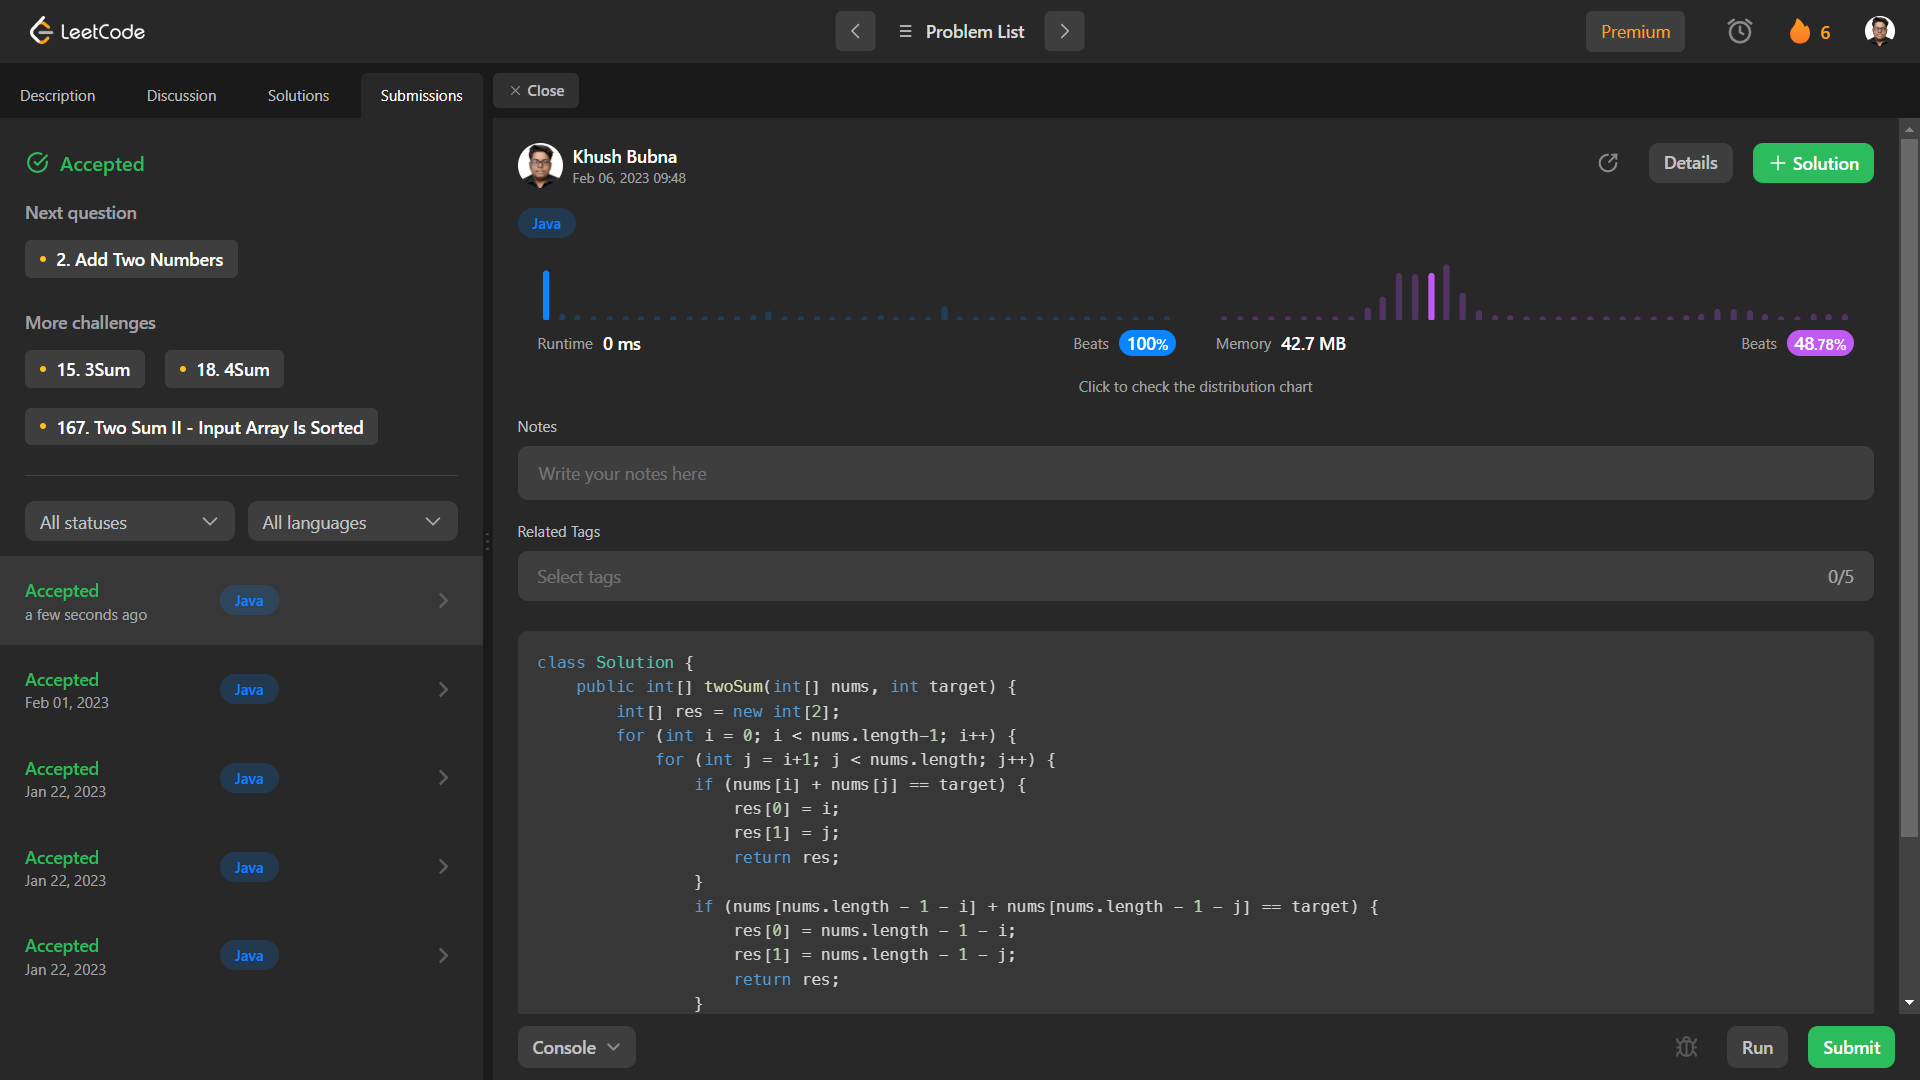 LeetCode
Problem List
Premium
6
Description
Discussion
Solutions
Submissions
Close
Accepted
Next question
2. Add Two Numbers
More challenges
15. 3Sum
18. 4Sum
167. Two Sum II - Input Array Is Sorted
All statuses
All languages
Accepted
a few seconds ago
Java
Accepted
Feb 01, 2023
Java
Accepted
Jan 22, 2023
Java
Accepted
Jan 22, 2023
Java
Accepted
Jan 22, 2023
Java
Khush Bubna
Feb 06, 2023 09:48
Details
+ Solution
Java
Runtime 0 ms
Beats 100%
Memory 42.7 MB
Beats 48.78%
Click to check the distribution chart
Notes
Write your notes here
Related Tags
Select tags
0/5
class Solution {
    public int[] twoSum(int[] nums, int target) {
        int[] res = new int[2];
        for (int i = 0; i < nums.length-1; i++) {
            for (int j = i+1; j < nums.length; j++) {
                if (nums[i] + nums[j] == target) {
                    res[0] = i;
                    res[1] = j;
                    return res;
                }
                if (nums[nums.length - 1 - i] + nums[nums.length - 1 - j] == target) {
                    res[0] = nums.length - 1 - i;
                    res[1] = nums.length - 1 - j;
                    return res;
                }
Console
Run
Submit